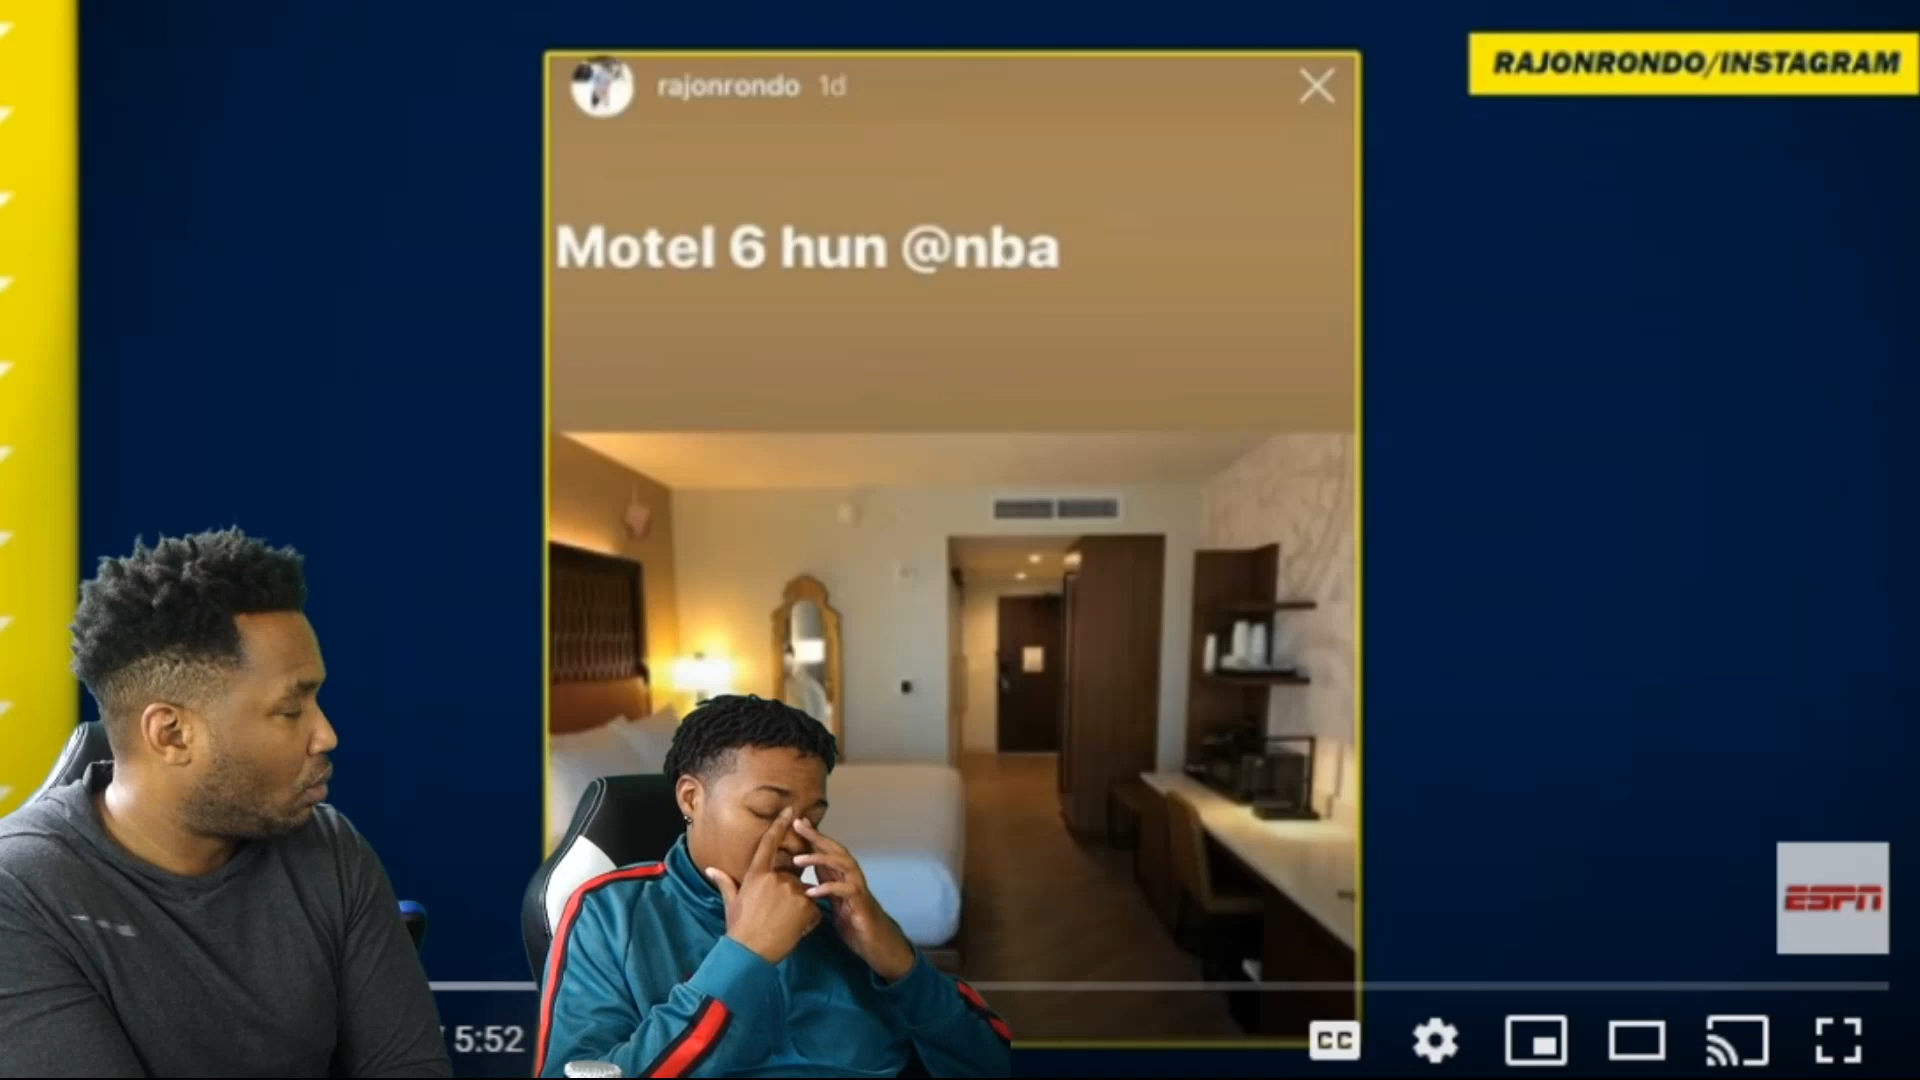 RAJONRONDO/INSTAGRAM
rajonrondo 1d
Motel 6 hun @nba
ESPN
/ 5:52
CC